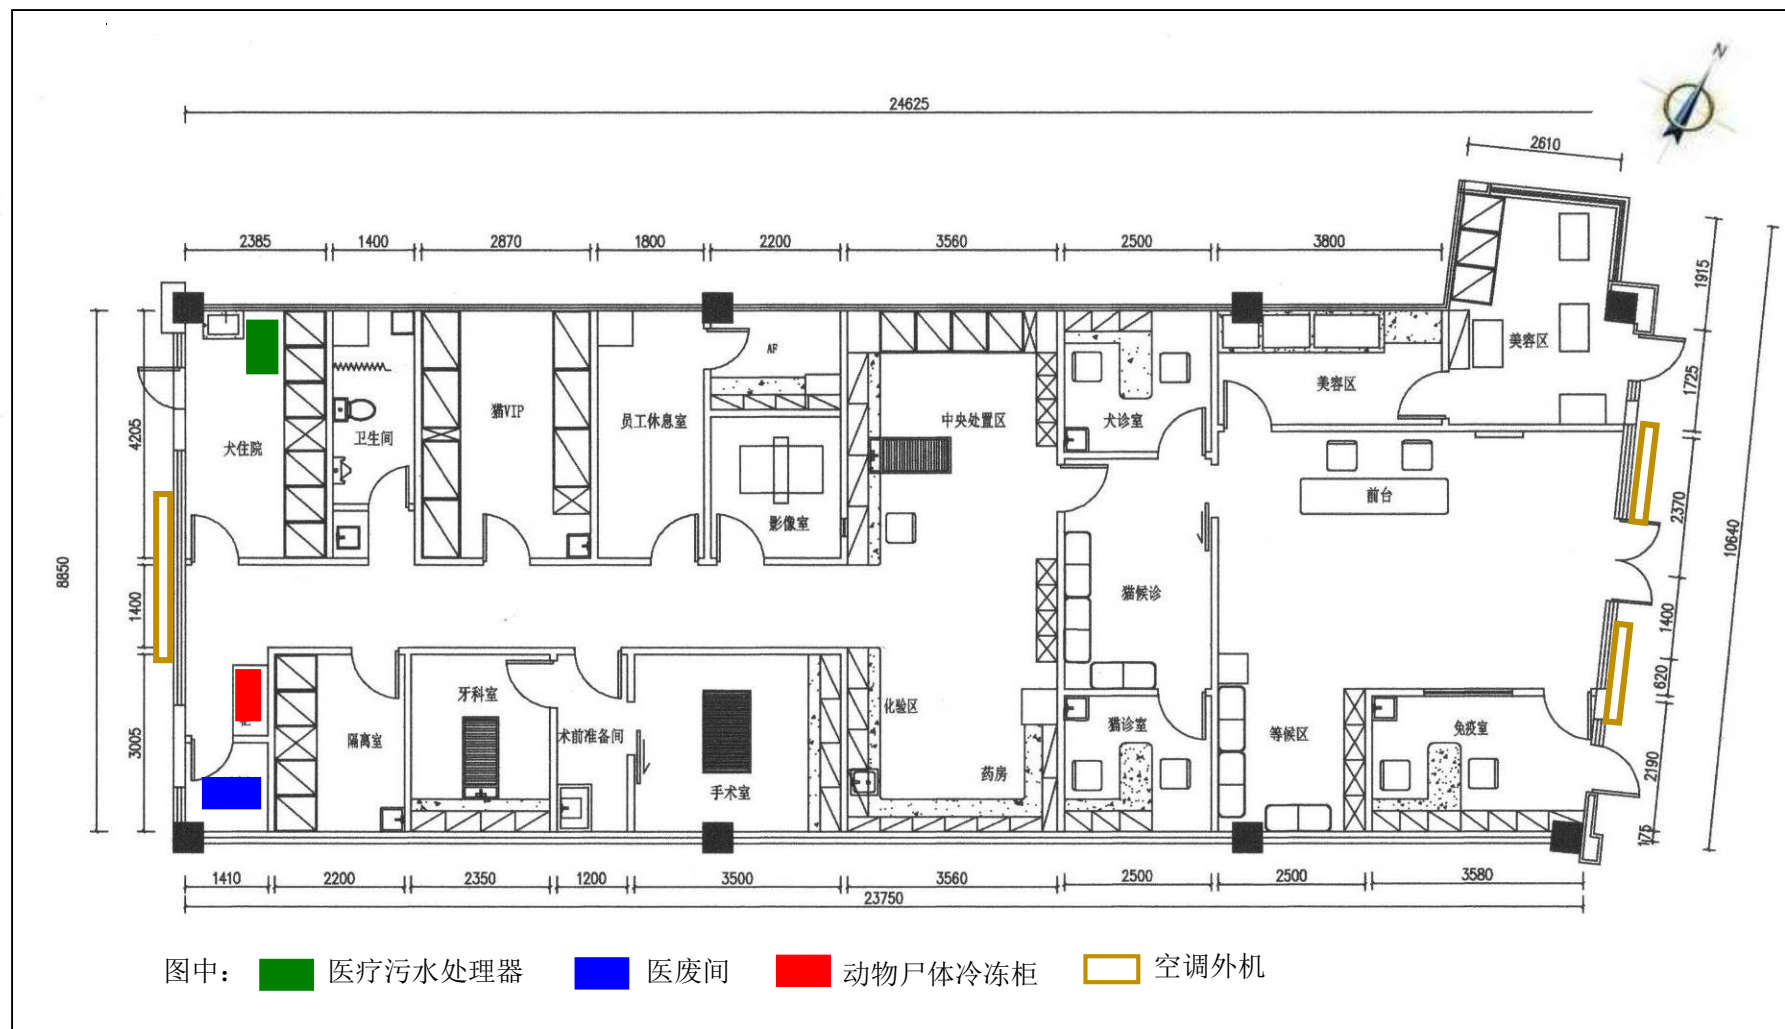 N
24625
2610
2385 1400 2870 1800 2200 3560 2500 3800
1915
AF
美容区
美容区
1725
猫VIP
员工休息室
中央处置区
犬诊室
4205
卫生间
犬住院
前台
2370
影像室
10640
8850
猫候诊
1400
1400
620
牙科室
化验区
猫诊室
免疫室
3005
隔离室
术前准备间
等候区
2190
药房
手术室
175
1410 2200 2350 1200 3500 3560 2500 2500 3580
23750
图中： 医疗污水处理器 医废间 动物尸体冷冻柜 空调外机